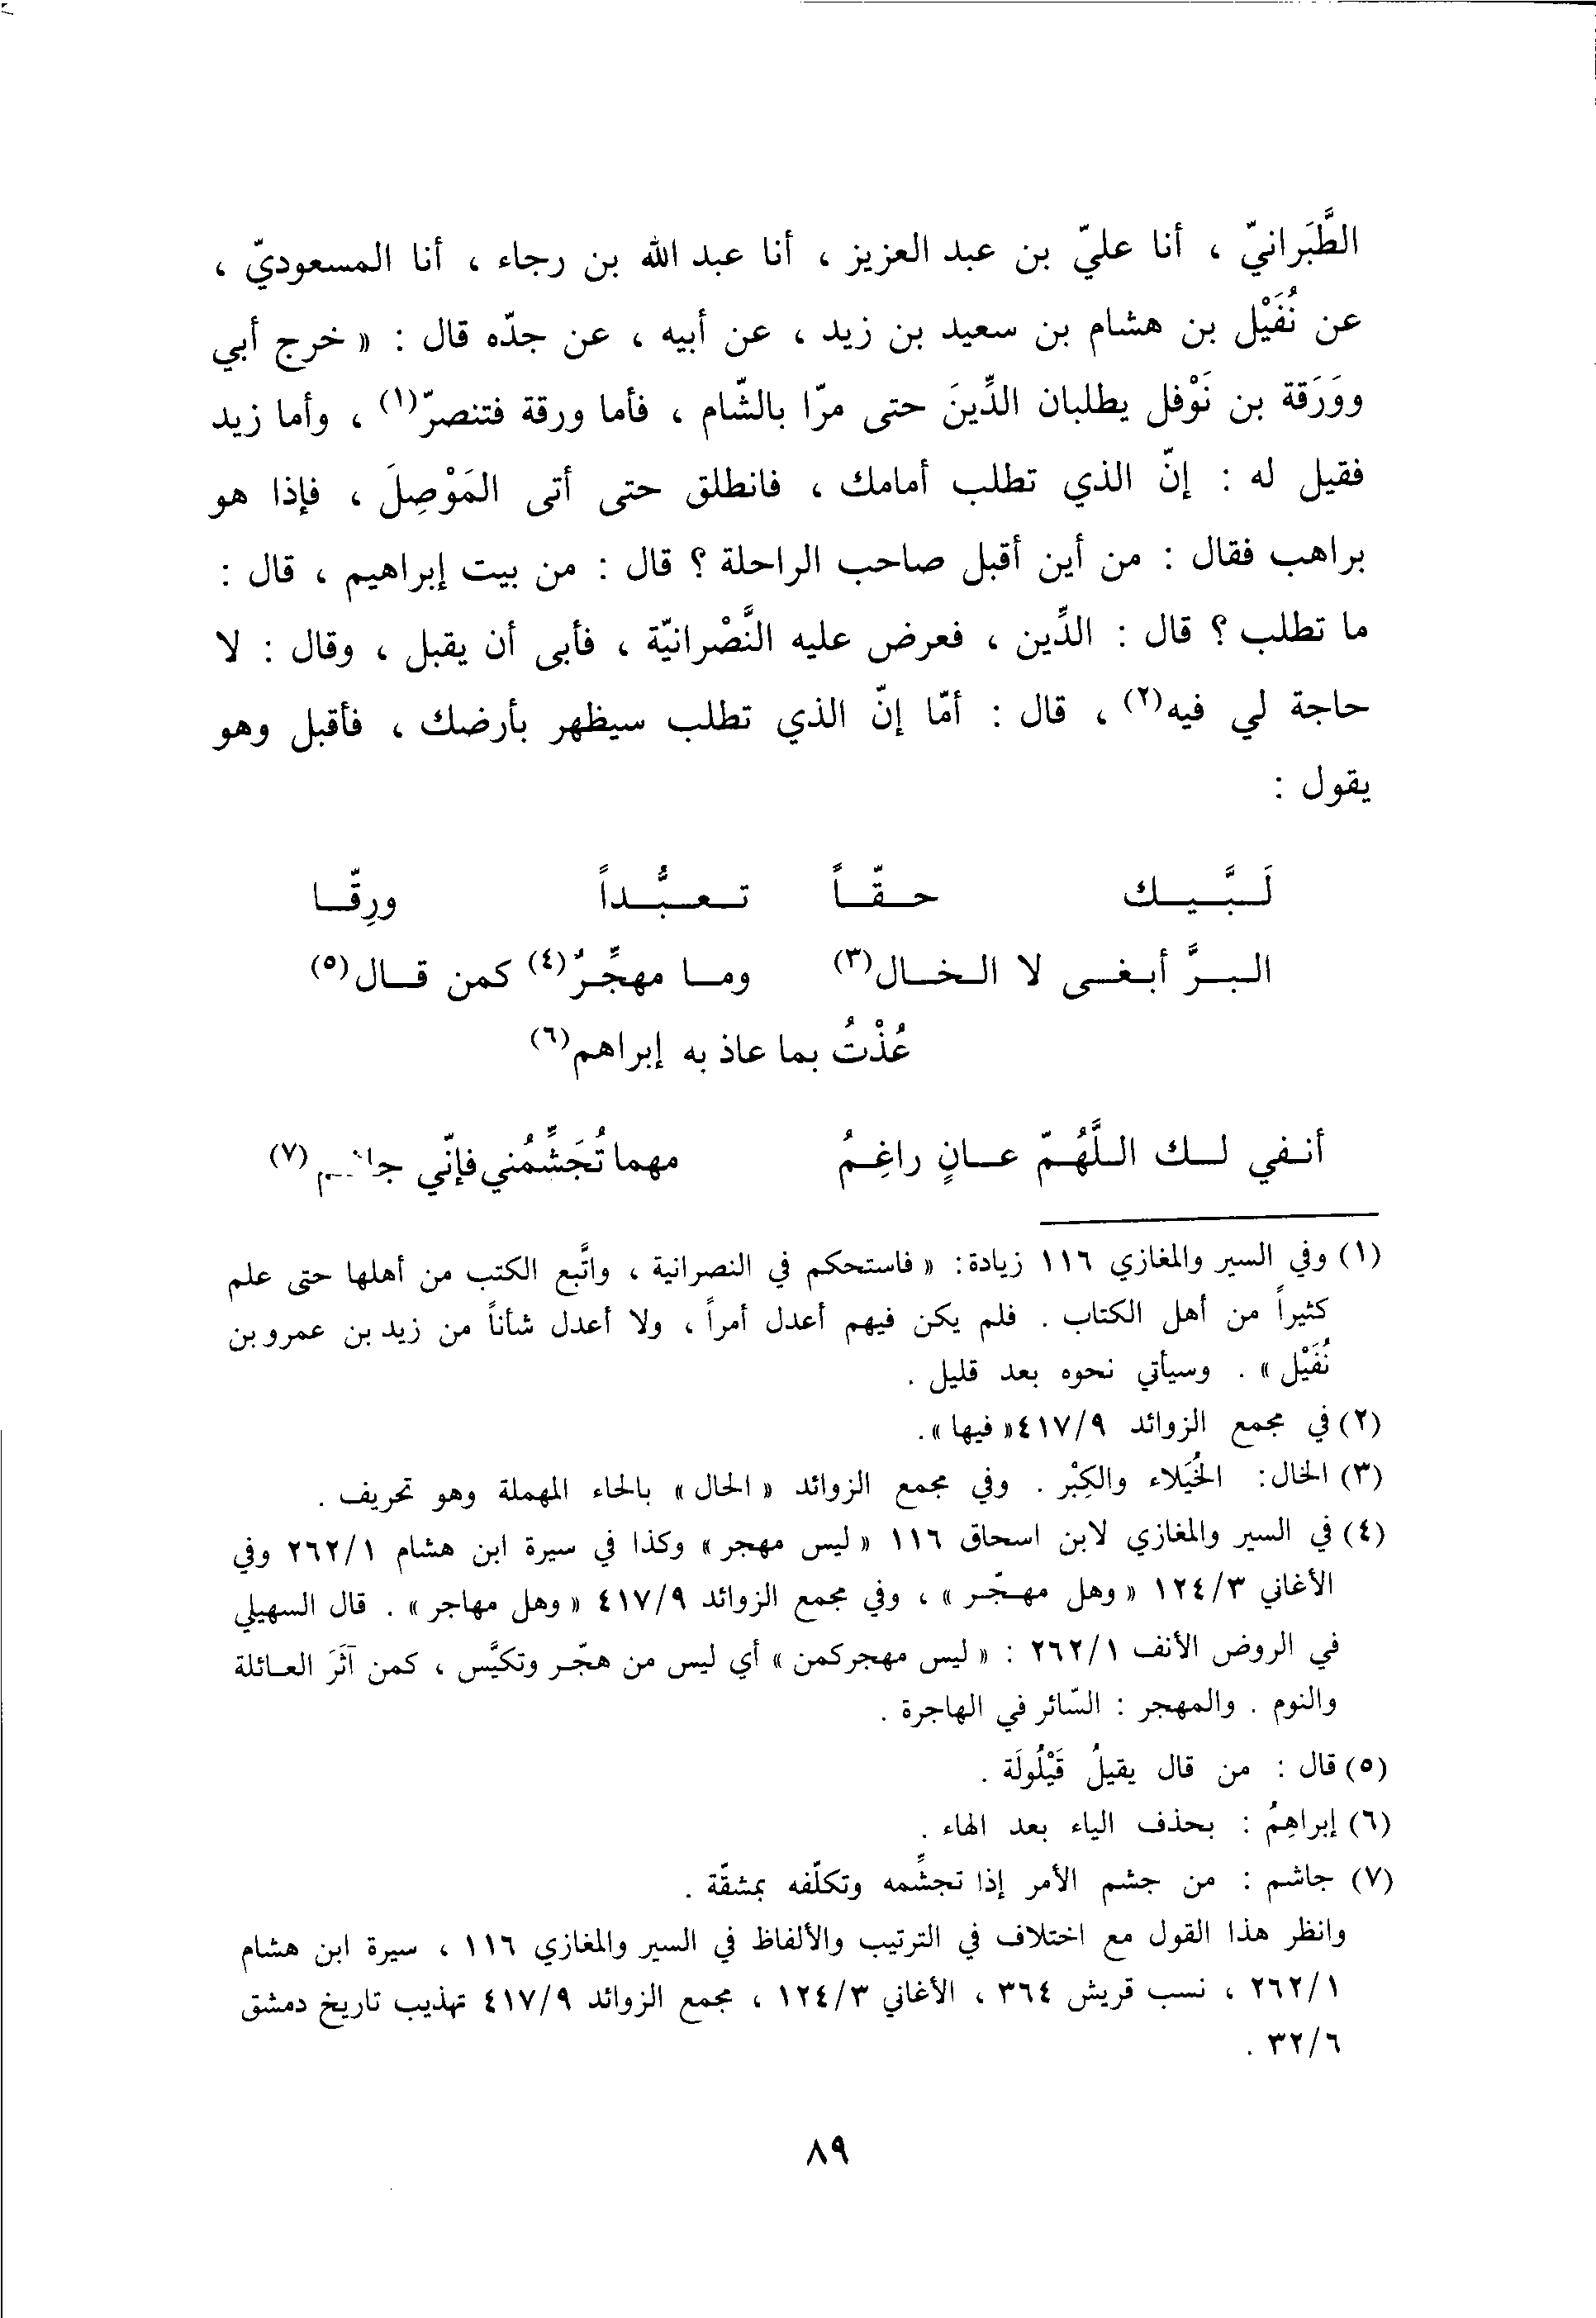 الطَّبَرانيّ ، أنا عليّ بن عبد العزيز ، أنا عبد الله بن رجاء ، أنا المسعوديّ ،
عن نُفَيْل بن هشام بن سعيد بن زيد ، عن أبيه ، عن جدّه قال : « خرج أبي
ووَرَقة بن نَوْفل يطلبان الدِّينَ حتى مرّا بالشّام ، فأما ورقة فتنصرّ(١) ، وأما زيد
فقيل له : إنّ الذي تطلب أمامك ، فانطلق حتى أتى المَوْصِلَ ، فإذا هو
براهب فقال : من أين أقبل صاحب الراحلة ؟ قال : من بيت إبراهيم ، قال :
ما تطلب ؟ قال : الدِّين ، فعرض عليه النَّصْرانيّة ، فأبى أن يقبل ، وقال : لا
حاجة لي فيه(٢) ، قال : أمّا إنّ الذي تطلب سيظهر بأرضك ، فأقبل وهو
يقول :
لَبَّيك حقّاً تعبُّداً ورِقّا
البرَّ أبغى لا الخال(٣) وما مهجِّرٌ(٤) كمن قال(٥)
عُذْتُ بما عاذ به إبراهم(٦)
أنفي لك اللَّهُمّ عانٍ راغِمُ مهما تُجَشِّمُني فإنّي جاشم(٧)
(١) وفي السير والمغازي ١١٦ زيادة: « فاستحكم في النصرانية ، واتَّبع الكتب من أهلها حتى علم
كثيراً من أهل الكتاب . فلم يكن فيهم أعدل أمراً ، ولا أعدل شأناً من زيد بن عمرو بن
نُفَيْل » . وسيأتي نحوه بعد قليل .
(٢) في مجمع الزوائد ٤١٧/٩« فيها ».
(٣) الخال: الخُيَلاء والكِبْر . وفي مجمع الزوائد « الحال » بالحاء المهملة وهو تحريف .
(٤) في السير والمغازي لابن اسحاق ١١٦ « ليس مهجر » وكذا في سيرة ابن هشام ٢٦٢/١ وفي
الأغاني ١٢٤/٣ « وهل مهجّر » ، وفي مجمع الزوائد ٤١٧/٩ « وهل مهاجر » . قال السهيلي
في الروض الأنف ٢٦٢/١ : « ليس مهجركمن » أي ليس من هجّر وتكيَّس ، كمن آثَرَ العائلة
والنوم . والمهجر : السّائر في الهاجرة .
(٥) قال : من قال يقيلُ قَيْلُولَة .
(٦) إبراهِمُ : بحذف الياء بعد الهاء .
(٧) جاشم : من جشم الأمر إذا تجشِّمه وتكلّفه بمشقّة .
وانظر هذا القول مع اختلاف في الترتيب والألفاظ في السير والمغازي ١١٦ ، سيرة ابن هشام
٢٦٢/١ ، نسب قريش ٣٦٤ ، الأغاني ١٢٤/٣ ، مجمع الزوائد ٤١٧/٩ تهذيب تاريخ دمشق
٣٢/٦ .
٨٩